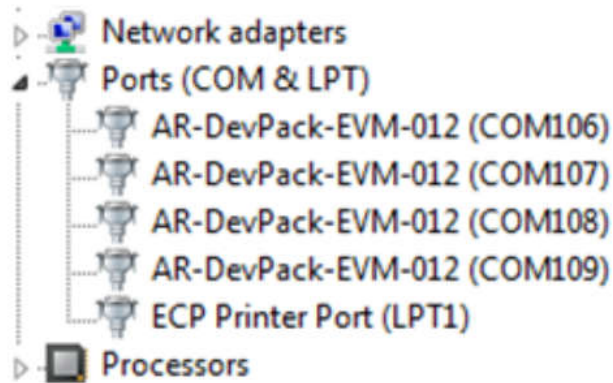 Network adapters
Ports (COM & LPT)
AR-DevPack-EVM-012 (COM106)
AR-DevPack-EVM-012 (COM107)
AR-DevPack-EVM-012 (COM108)
AR-DevPack-EVM-012 (COM109)
ECP Printer Port (LPT1)
Processors